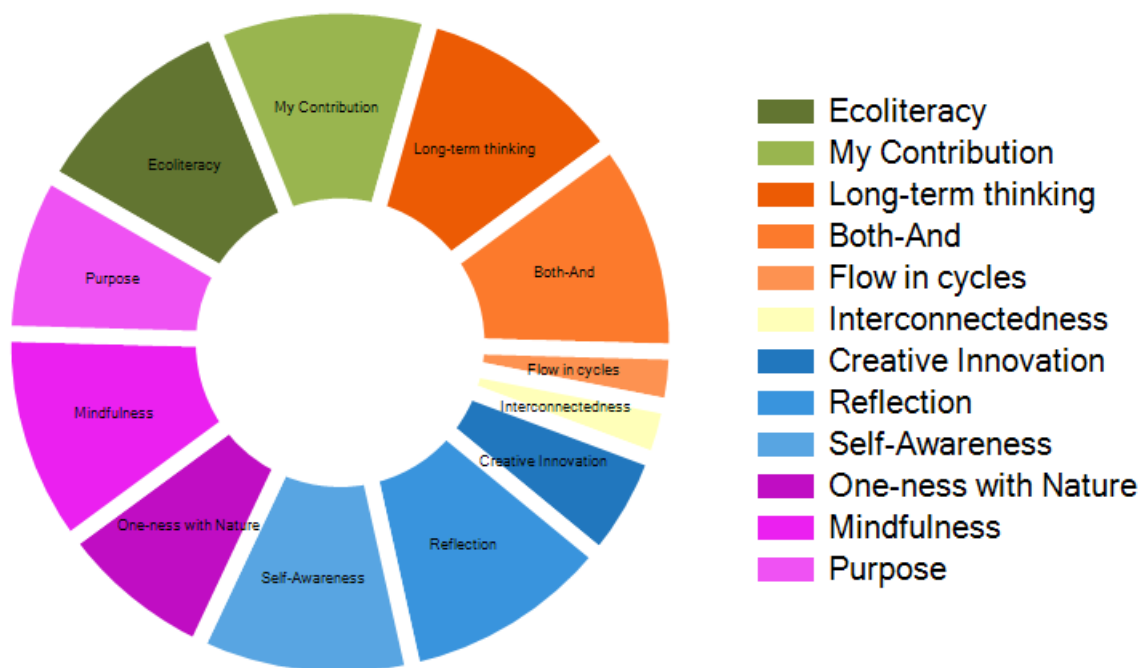 My Contribution
Long-term thinking
Ecoliteracy
Both-And
Purpose
Flow in cycles
Interconnectedness
Mindfulness
Creative Innovation
One-ness with Nature
Reflection
Self-Awareness
Ecoliteracy
My Contribution
Long-term thinking
Both-And
Flow in cycles
Interconnectedness
Creative Innovation
Reflection
Self-Awareness
One-ness with Nature
Mindfulness
Purpose